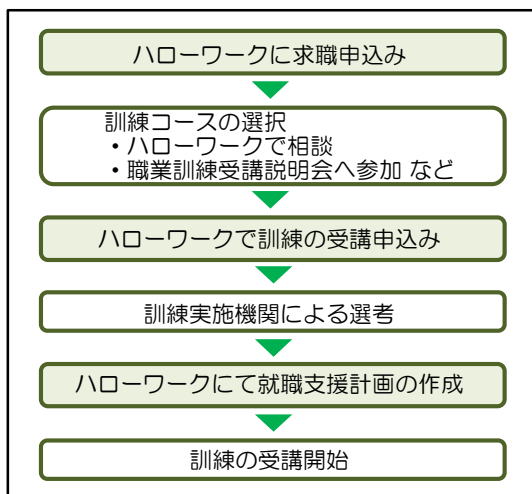 ハローワークに求職申込み
訓練コースの選択
・ハローワークで相談
・職業訓練受講説明会へ参加 など
ハローワークで訓練の受講申込み
訓練実施機関による選考
ハローワークにて就職支援計画の作成
訓練の受講開始